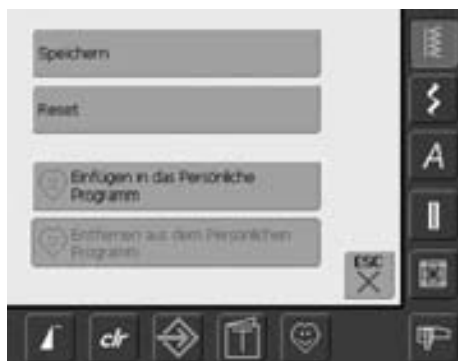 Speichern
Reset
Einfügen in das Persönliche
Programm
Entfernen aus dem Persönlichen
Programm
ESC
A
clr